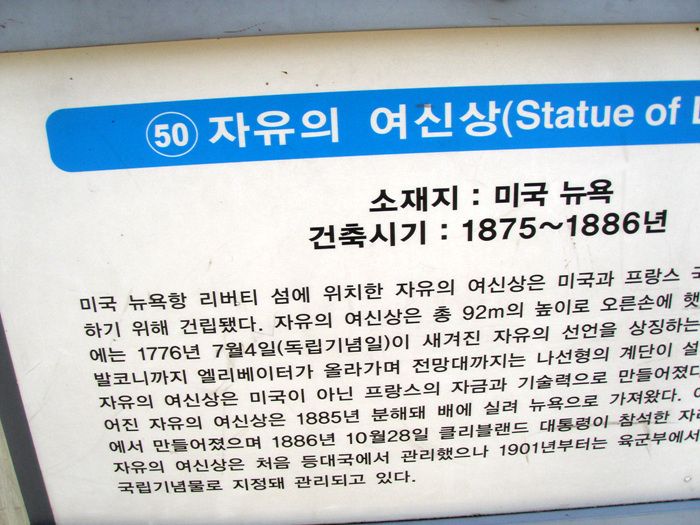 50 자유의 여신상(Statue of
소재지 : 미국 뉴욕
건축시기 : 1875~1886년
미국 뉴욕항 리버티 섬에 위치한 자유의 여신상은 미국과 프랑스
하기 위해 건립됐다. 자유의 여신상은 총 92m의 높이로 오른손에 횃
에는 1776년 7월4일(독립기념일)이 새겨진 자유의 선언을 상징하는
발코니까지 엘리베이터가 올라가며 전망대까지는 나선형의 계단이 설
자유의 여신상은 미국이 아닌 프랑스의 자금과 기술력으로 만들어졌다
어진 자유의 여신상은 1885년 분해돼 배에 실려 뉴욕으로 가져왔다.
에서 만들어졌으며 1886년 10월28일 클리블랜드 대통령이 참석한
자유의 여신상은 처음 등대국에서 관리했으나 1901년부터는 육군부에서
국립기념물로 지정돼 관리되고 있다.